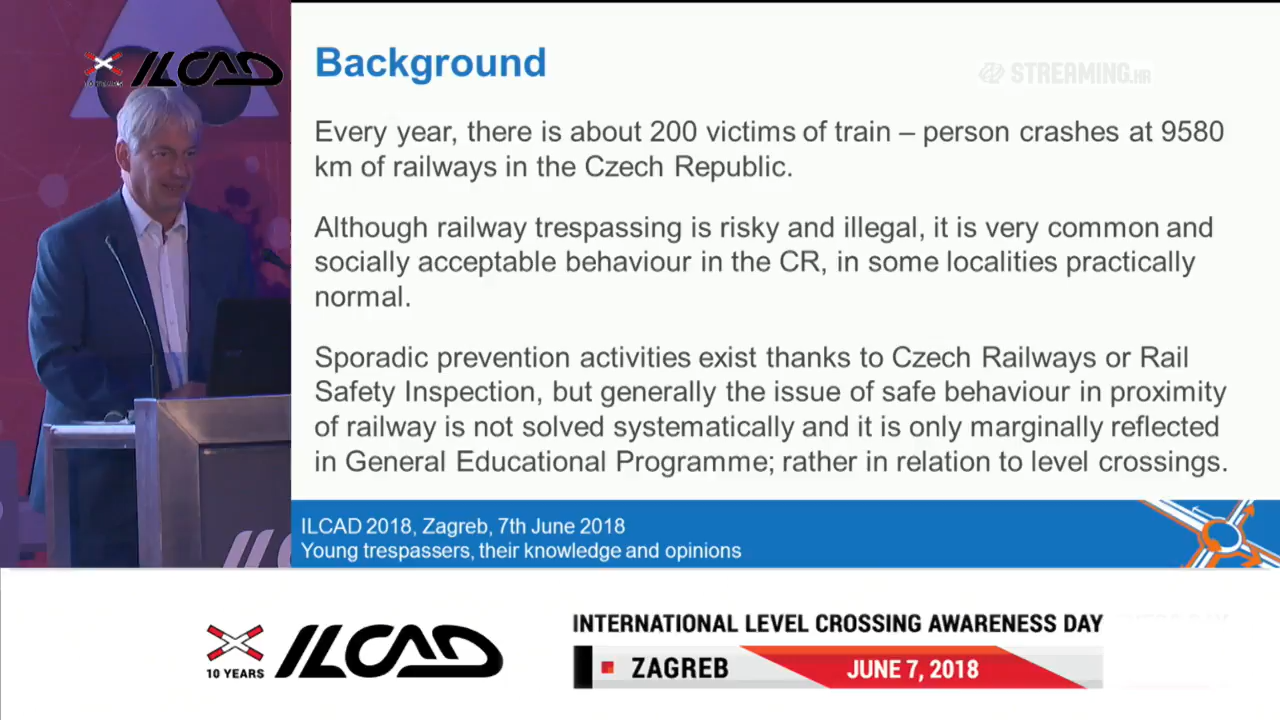 ILCAD
Background
STREAMING.HR
Every year, there is about 200 victims of train – person crashes at 9580
km of railways in the Czech Republic.
Although railway trespassing is risky and illegal, it is very common and
socially acceptable behaviour in the CR, in some localities practically
normal.
Sporadic prevention activities exist thanks to Czech Railways or Rail
Safety Inspection, but generally the issue of safe behaviour in proximity
of railway is not solved systematically and it is only marginally reflected
in General Educational Programme; rather in relation to level crossings.
ILCAD 2018, Zagreb, 7th June 2018
Young trespassers, their knowledge and opinions
10 YEARS
ILCAD
INTERNATIONAL LEVEL CROSSING AWARENESS DAY
ZAGREB
JUNE 7, 2018